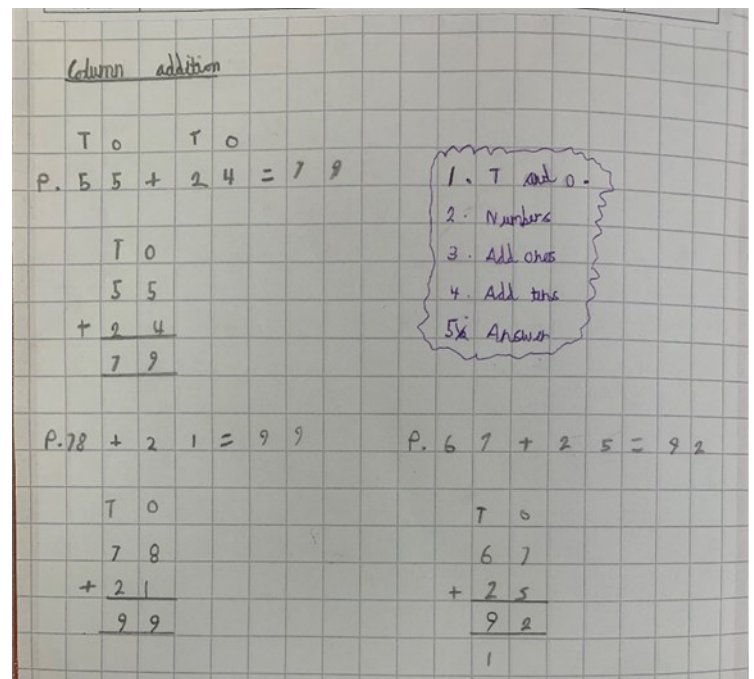 Column addition
T O T O
P. 5 5 + 2 4 = 7 9
T O
5 5
+ 2 4
7 9
1. T and O.
2. Numbers
3. Add ones
4. Add tens
5. Answer
P. 78 + 2 1 = 9 9
T O
7 8
+ 2 1
9 9
P. 6 7 + 2 5 = 9 2
T O
6 7
+ 2 5
9 2
1